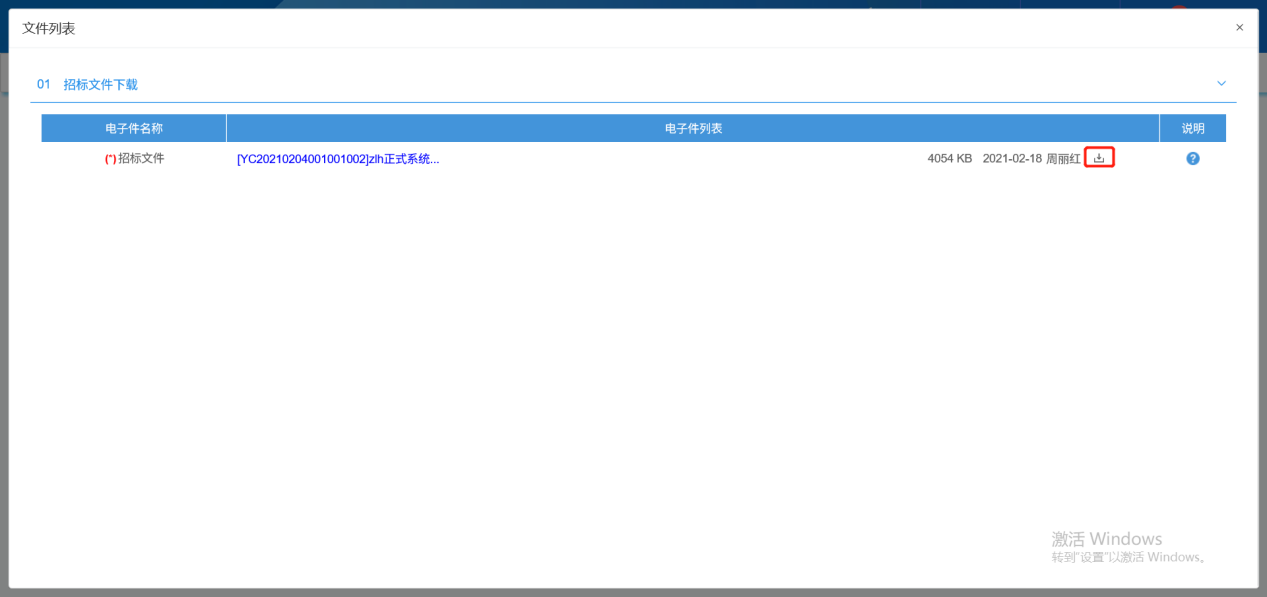 文件列表 ×
01 招标文件下载
电子件名称 电子件列表 说明
(*)招标文件 [YC20210204001001002]zlh正式系统... 4054 KB 2021-02-18 周丽红 ?
激活 Windows
转到"设置"以激活 Windows。